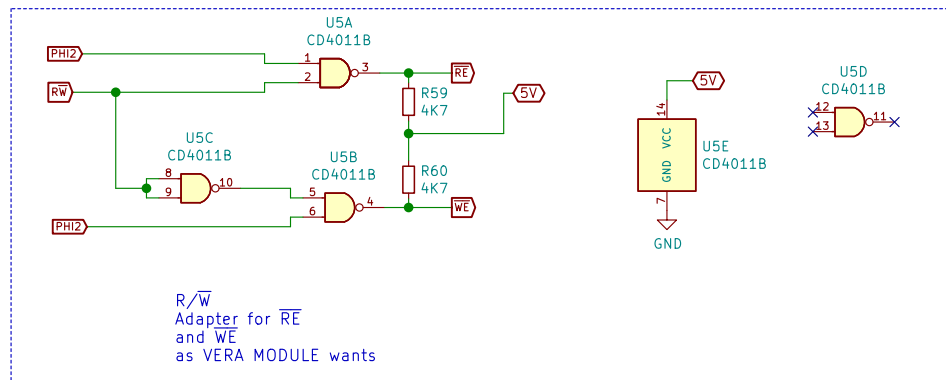 U5A
CD4011B
PHI2
1
2
3
RE
RW
R59
4K7
5V
U5C
CD4011B
8
9
10
U5B
CD4011B
5
6
4
R60
4K7
WE
PHI2
5V
14
VCC
GND
7
U5E
CD4011B
GND
U5D
CD4011B
12
13
11
R/W
Adapter for RE
and WE
as VERA MODULE wants